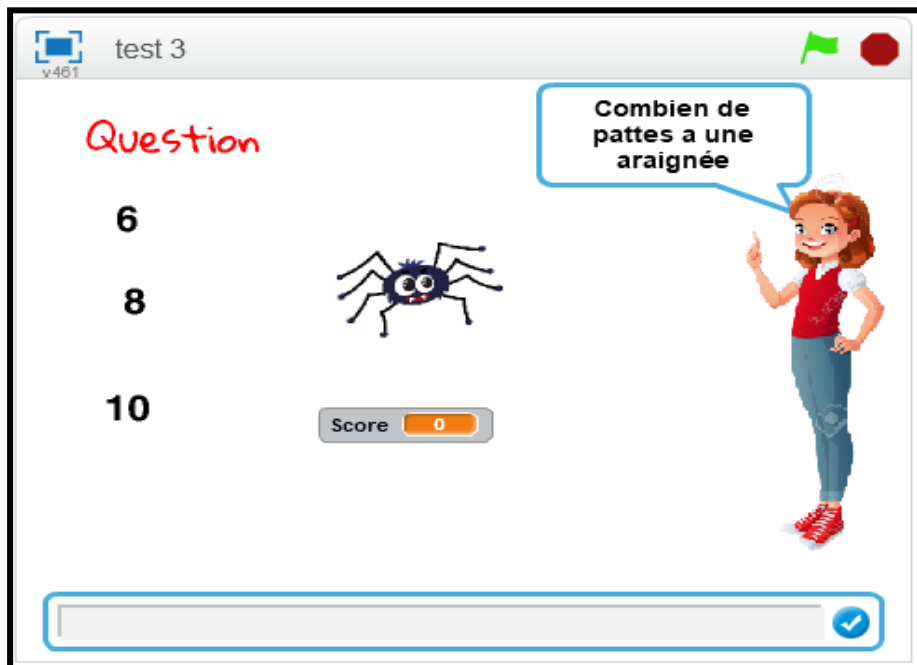 test 3
v461
Question
Combien de
pattes a une
araignée
6
8
10
Score 0